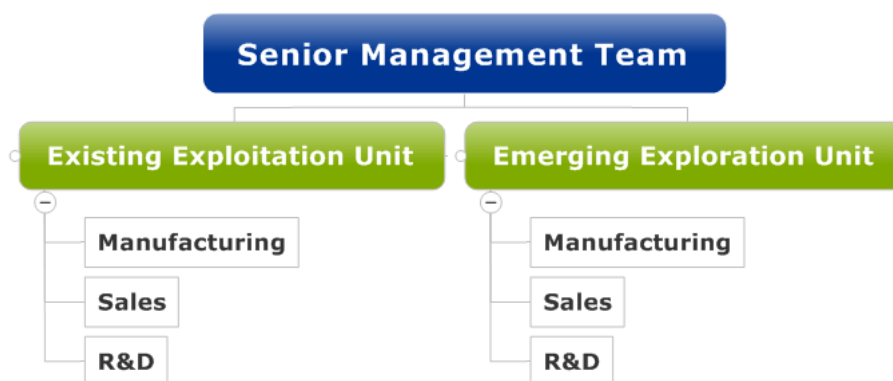 Senior Management Team
Existing Exploitation Unit
Emerging Exploration Unit
Manufacturing
Sales
R&D
Manufacturing
Sales
R&D